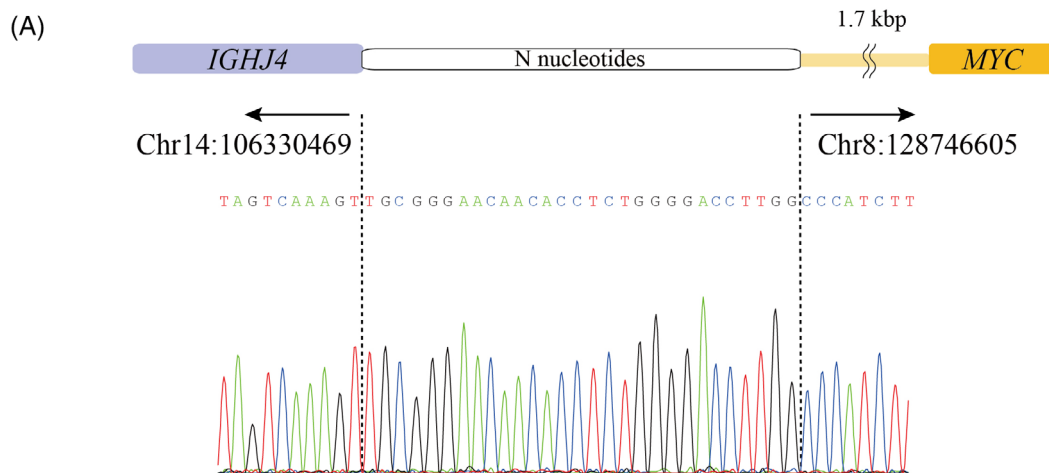 (A)
1.7 kbp
IGHJ4 N nucleotides MYC
Chr14:106330469 Chr8:128746605
TAGTCAAAGTTGCGGGAACAACACCTCTGGGGACCTTGGCCCATCTT